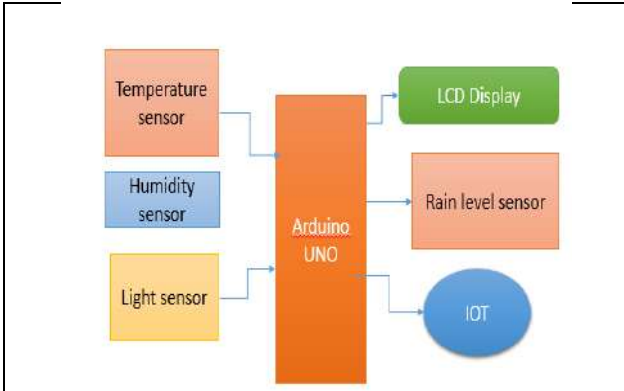 Temperature
sensor
Humidity
sensor
Light sensor
Arduino
UNO
LCD Display
Rain level sensor
IOT